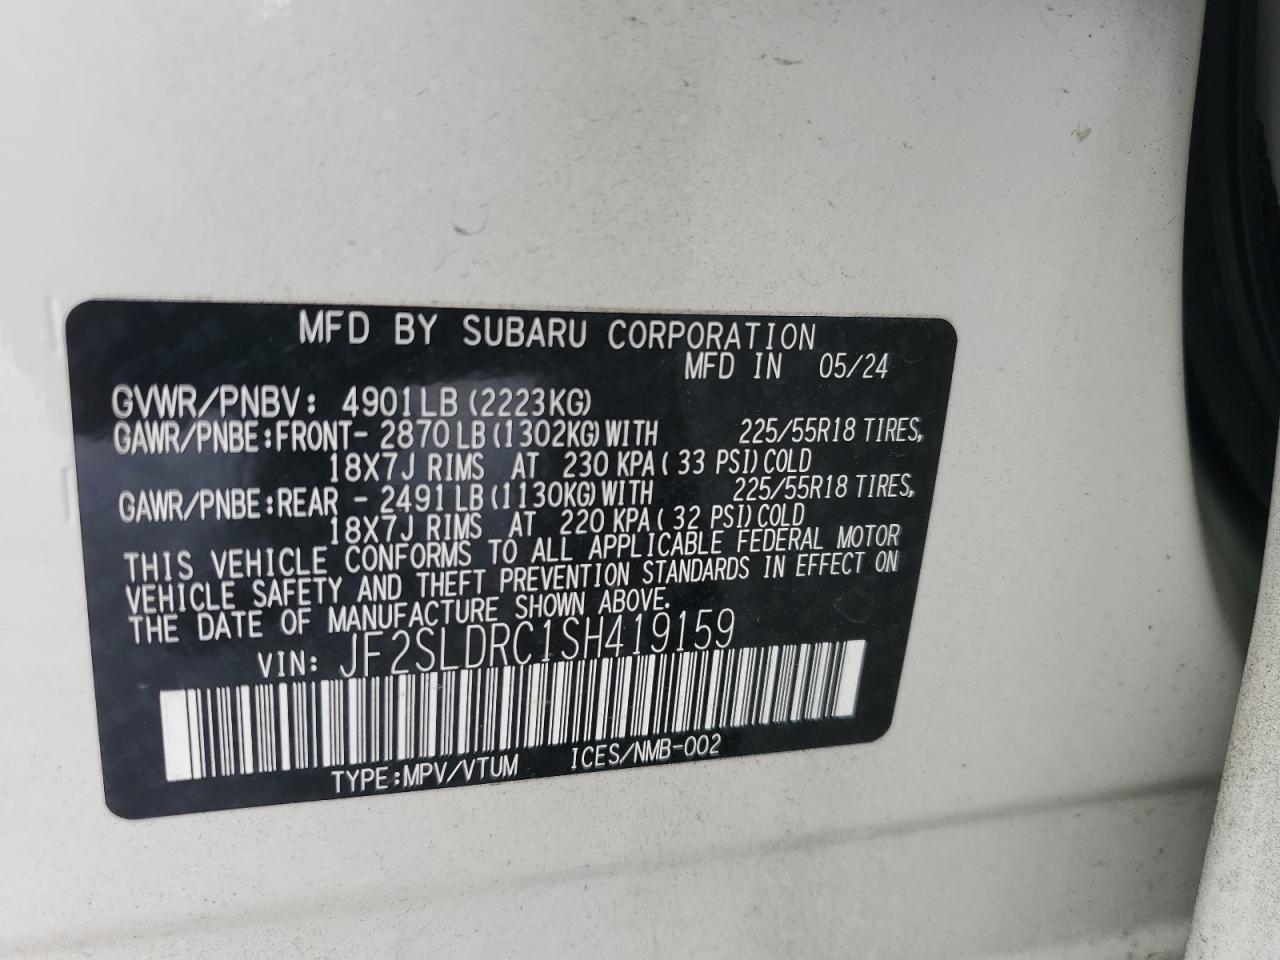 MFD BY SUBARU CORPORATION
MFD IN 05/24
GVWR/PNBV: 4901LB (2223KG)
GAWR/PNBE:FRONT- 2870 LB (1302KG) WITH 225/55R18 TIRES,
18X7J RIMS AT 230 KPA ( 33 PSI) COLD
GAWR/PNBE:REAR - 2491 LB (1130KG) WITH 225/55R18 TIRES,
18X7J RIMS AT 220 KPA ( 32 PSI) COLD
THIS VEHICLE CONFORMS TO ALL APPLICABLE FEDERAL MOTOR
VEHICLE SAFETY AND THEFT PREVENTION STANDARDS IN EFFECT ON
THE DATE OF MANUFACTURE SHOWN ABOVE.
VIN: JF2SLDRC1SH419159
TYPE:MPV/VTUM ICES/NMB-002